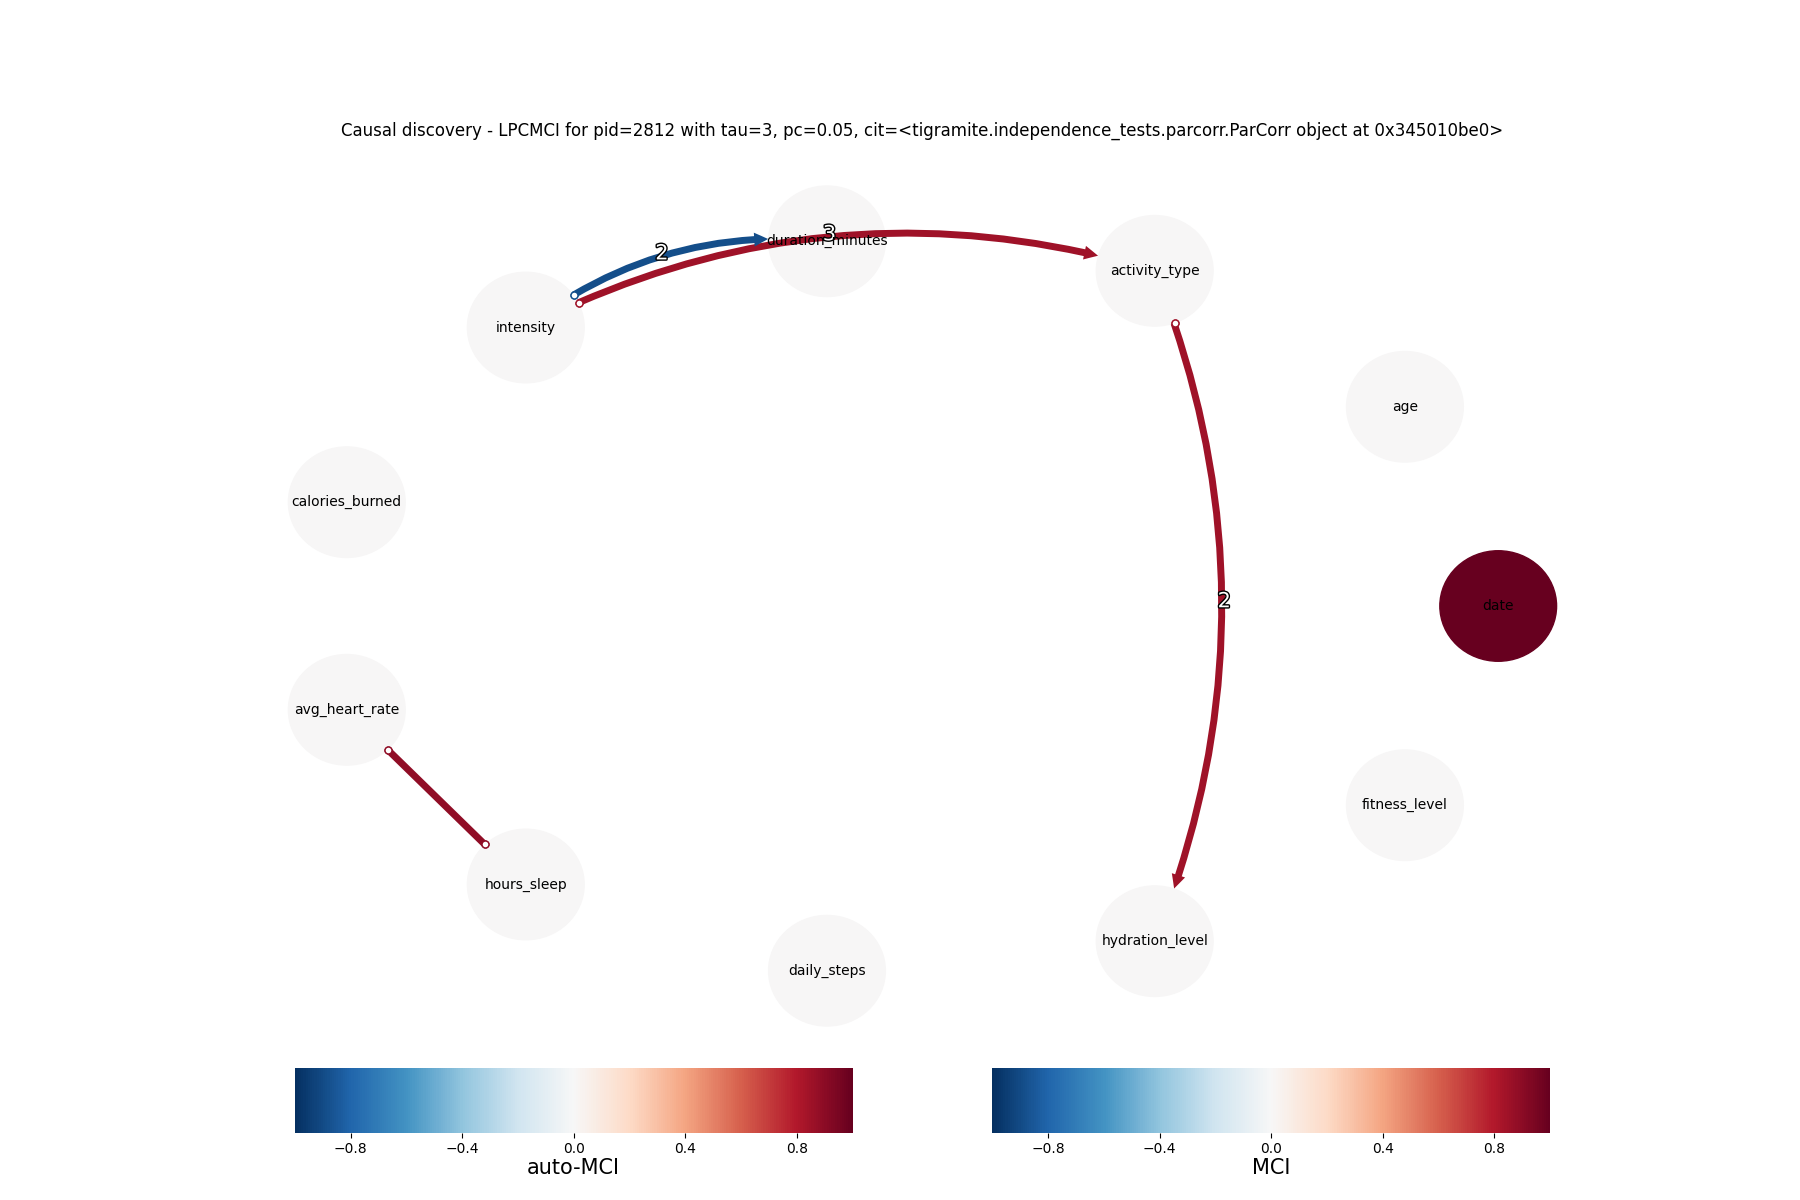 Causal discovery - LPCMCI for pid=2812 with tau=3, pc=0.05, cit=<tigramite.independence_tests.parcorr.ParCorr object at 0x345010be0>
3
duration_minutes
2
activity_type
intensity
age
calories_burned
2
date
avg_heart_rate
fitness_level
hours_sleep
hydration_level
daily_steps
−0.8 −0.4 0.0 0.4 0.8
auto-MCI
−0.8 −0.4 0.0 0.4 0.8
MCI